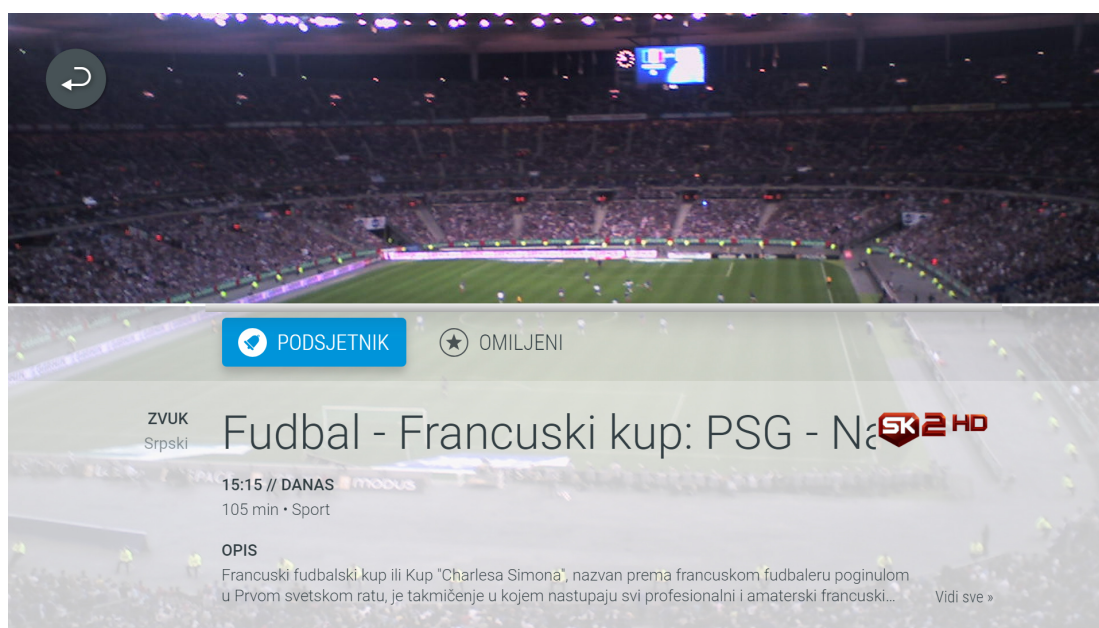 PODSJETNIK
OMILJENI
ZVUK
Srpski
Fudbal - Francuski kup: PSG - Na
SK 2 HD
15:15 // DANAS
105 min • Sport
OPIS
Francuski fudbalski kup ili Kup "Charlesa Simona", nazvan prema francuskom fudbaleru poginulom
u Prvom svetskom ratu, je takmičenje u kojem nastupaju svi profesionalni i amaterski francuski...
Vidi sve »